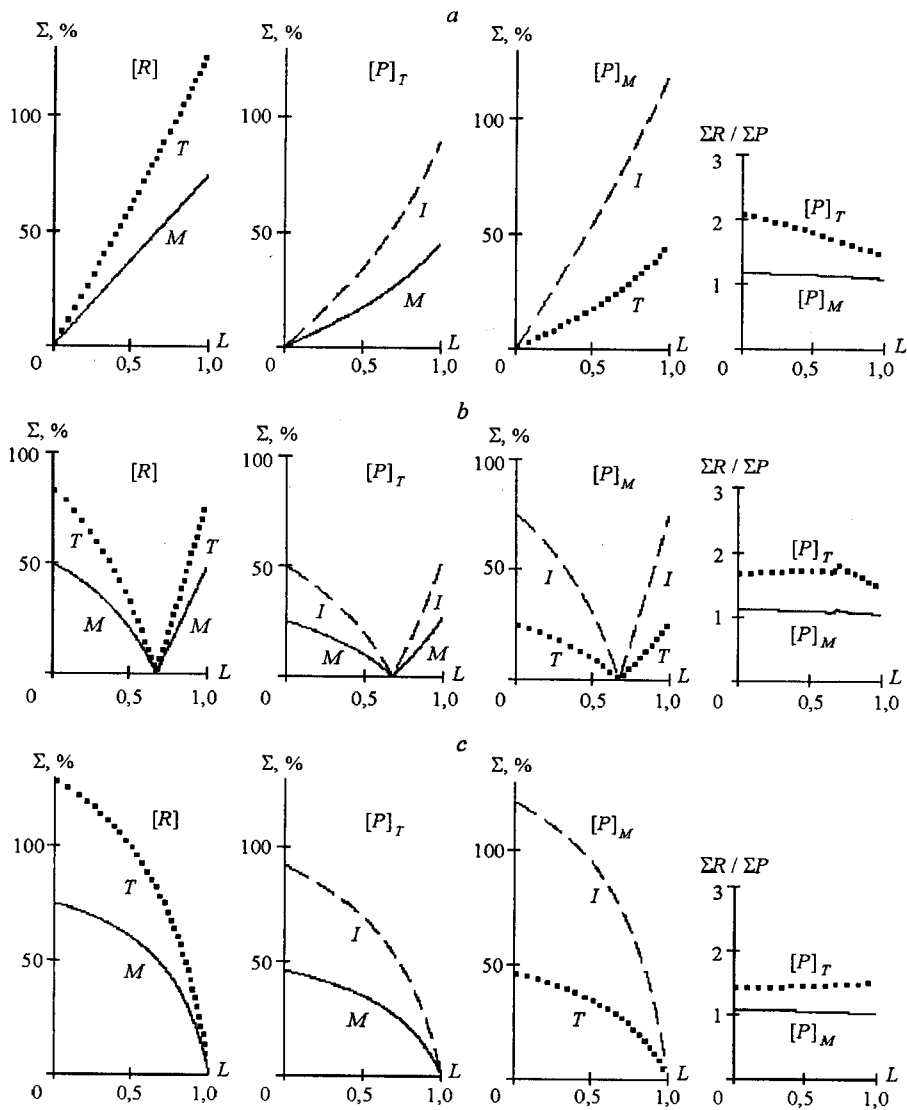 a
Σ, % Σ, % Σ, %
[R] [P]T [P]M
100 100 100
ΣR / ΣP
3
T I I [P]T
2
50 50 50
M M T
1
[P]M
L L L L
0 0,5 1,0 0 0,5 1,0 0 0,5 1,0 0 0,5 1,0
b
Σ, % Σ, % Σ, %
100 100 100
[R] [P]T [P]M
ΣR / ΣP
3
T T I I I I [P]T
2
50 50 50
M M M M T T
1
[P]M
L L L L
0 0,5 1,0 0 0,5 1,0 0 0,5 1,0 0 0,5 1,0
c
Σ, % Σ, % Σ, %
[R] [P]T [P]M
100 100 100
ΣR / ΣP
3
T I I
2
[P]T
50 50 50
M M T
1
[P]M
L L L L
0 0,5 1,0 0 0,5 1,0 0 0,5 1,0 0 0,5 1,0